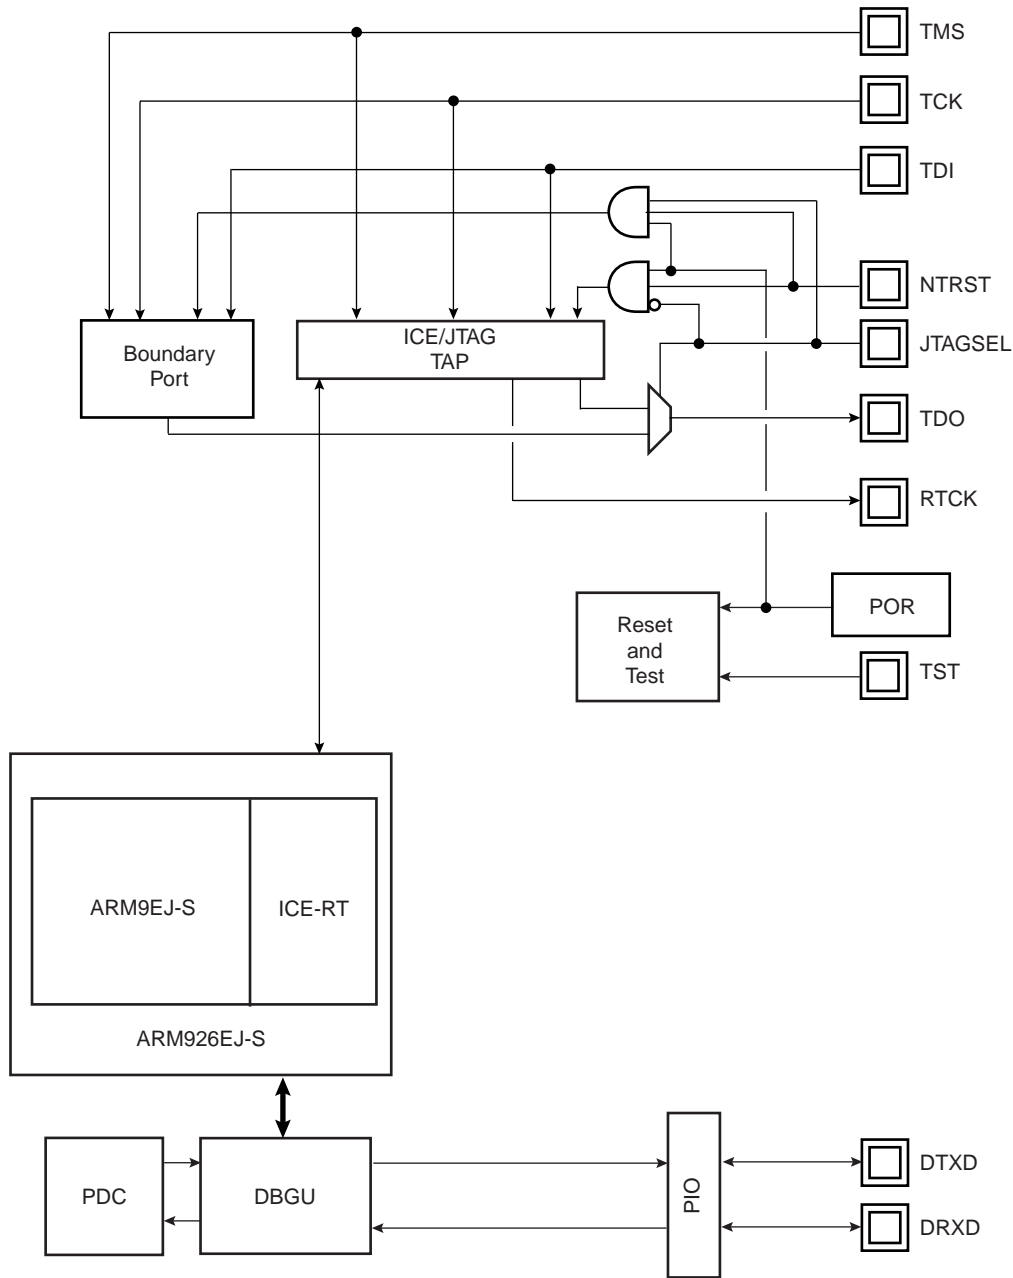 TMS
TCK
TDI
NTRST
JTAGSEL
Boundary
Port
ICE/JTAG
TAP
TDO
RTCK
POR
Reset
and
Test
TST
ARM9EJ-S
ICE-RT
ARM926EJ-S
PDC
DBGU
PIO
DTXD
DRXD